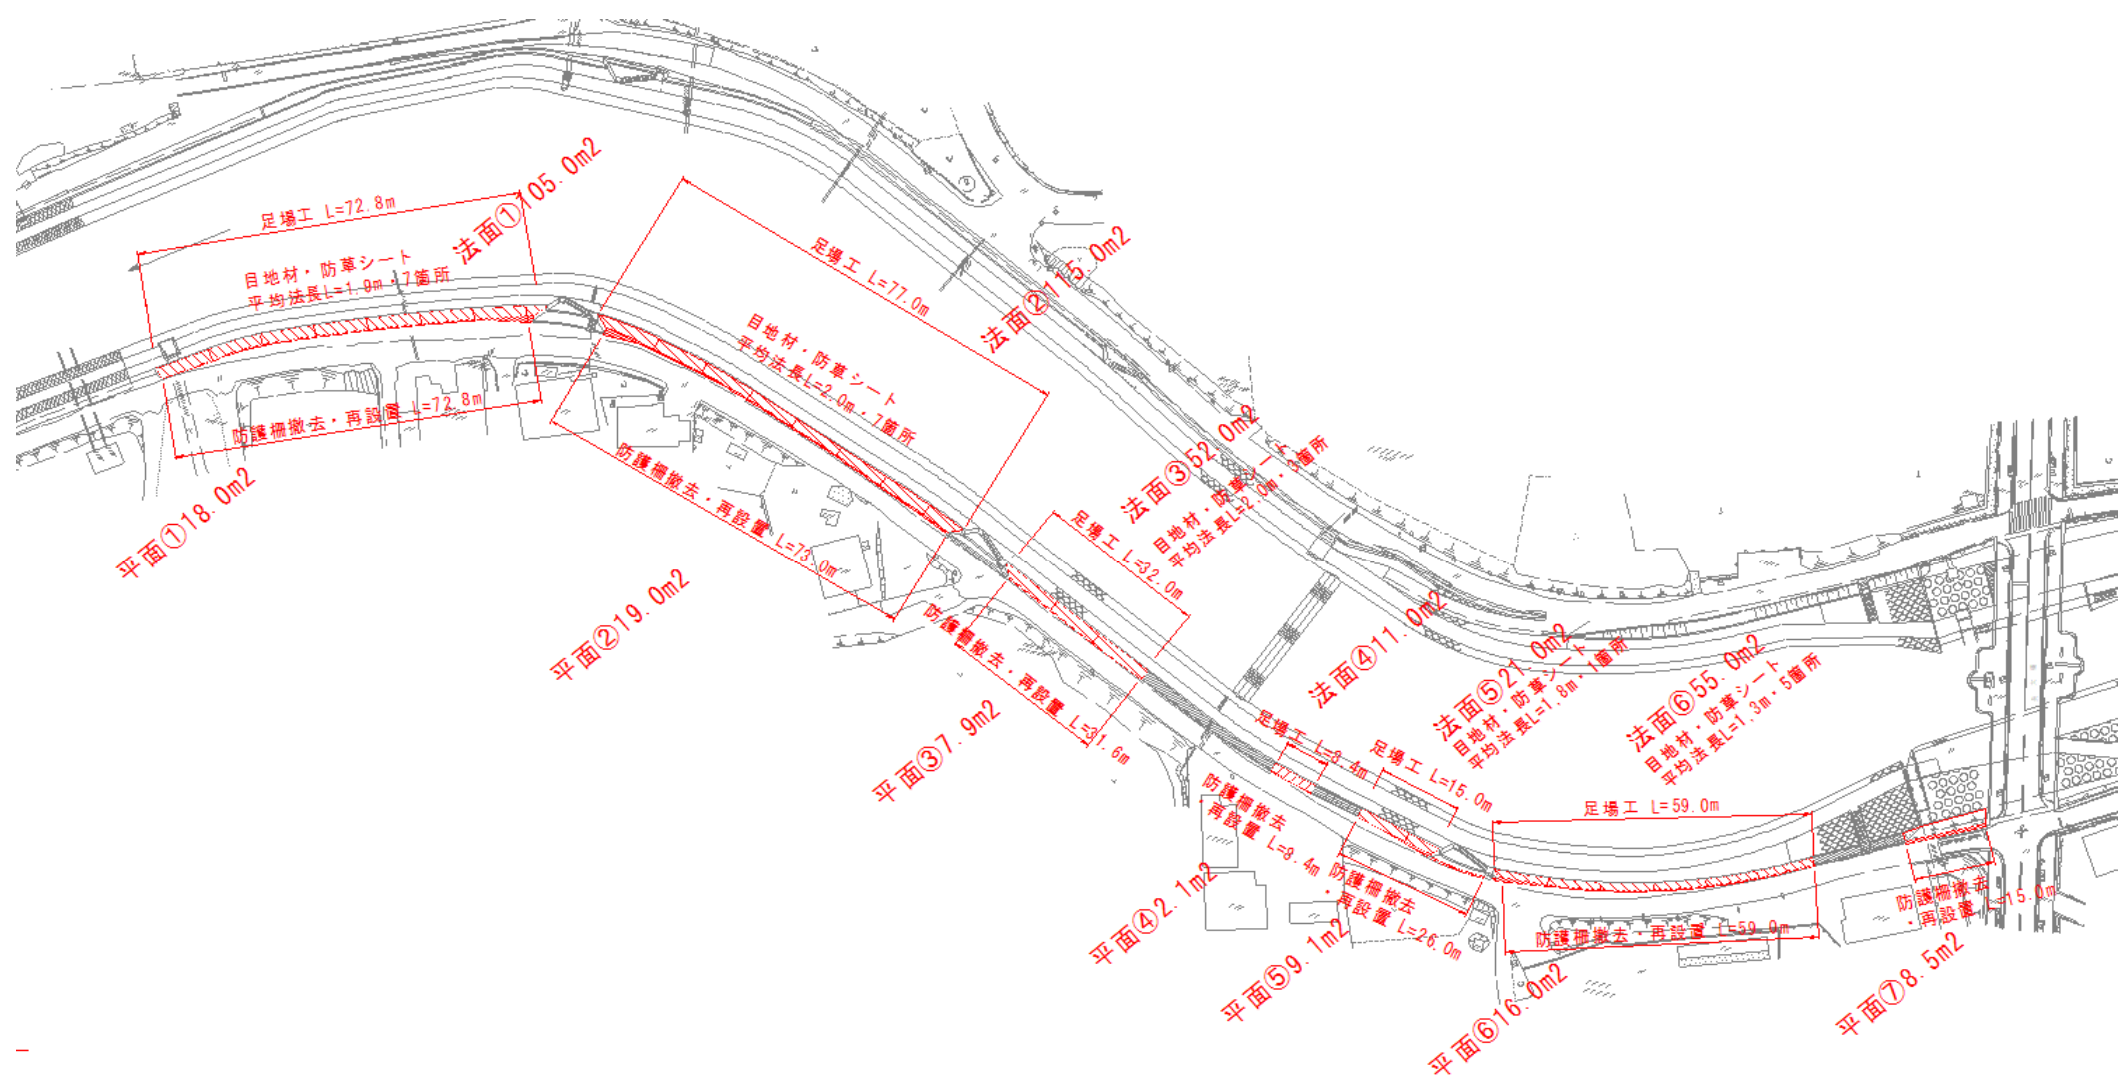 足場工 L=72.8m
法面①105.0m2
目地材・防草シート
平均法長L=1.9m・7箇所
防護柵撤去・再設置 L=72.8m
平面①18.0m2
足場工 L=77.0m
法面②115.0m2
目地材・防草シート
平均法長L=2.0m・7箇所
防護柵撤去・再設置 L=73.0m
平面②19.0m2
法面③52.0m2
目地材・防草シート
平均法長L=2.0m・3箇所
足場工 L=32.0m
防護柵撤去・再設置 L=31.6m
平面③7.9m2
法面④11.0m2
足場工 L=8.4m
防護柵撤去
・再設置 L=8.4m
平面④2.1m2
法面⑤21.0m2
目地材・防草シート
平均法長L=1.8m・1箇所
足場工 L=15.0m
防護柵撤去
・再設置 L=26.0m
平面⑤9.1m2
法面⑥55.0m2
目地材・防草シート
平均法長L=1.3m・5箇所
足場工 L=59.0m
防護柵撤去・再設置 L=59.0m
平面⑥16.0m2
防護柵撤去
・再設置 L=15.0m
平面⑦8.5m2